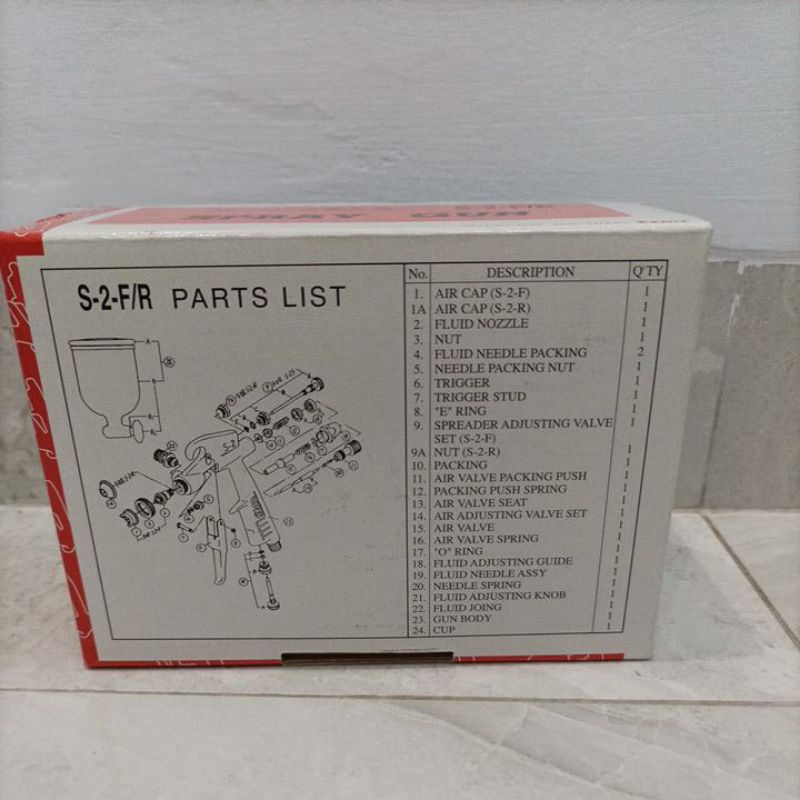 S-2-F/R
SPRAY GUN
S-2-F/R PARTS LIST
No. DESCRIPTION Q'TY
1. AIR CAP (S-2-F) 1
1A AIR CAP (S-2-R) 1
2. FLUID NOZZLE 1
3. NUT 1
4. FLUID NEEDLE PACKING 2
5. NEEDLE PACKING NUT 1
6. TRIGGER 1
7. TRIGGER STUD 1
8. "E" RING 1
9. SPREADER ADJUSTING VALVE 1
SET (S-2-F)
9A NUT (S-2-R) 1
10. PACKING 1
11. AIR VALVE PACKING PUSH 1
12. PACKING PUSH SPRING 1
13. AIR VALVE SEAT 1
14. AIR ADJUSTING VALVE SET 1
15. AIR VALVE 1
16. AIR VALVE SPRING 1
17. "O" RING 1
18. FLUID ADJUSTING GUIDE 1
19. FLUID NEEDLE ASSY 1
20. NEEDLE SPRING 1
21. FLUID ADJUSTING KNOB 1
22. FLUID JOING 1
23. GUN BODY 1
24. CUP 1
S-2